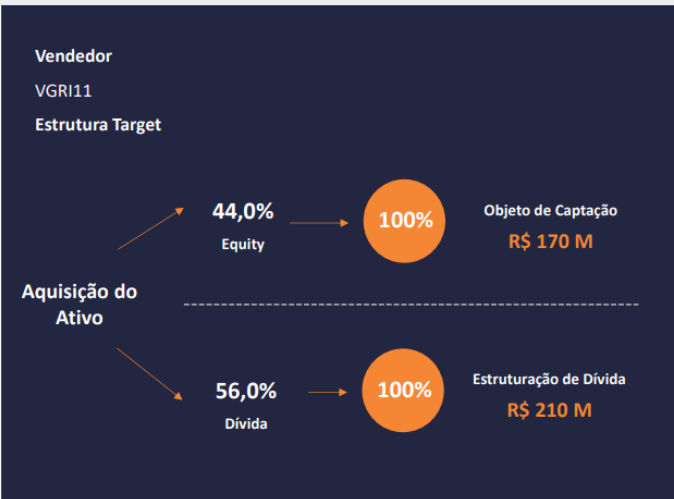 Vendedor
VGRI11
Estrutura Target
44,0%
Equity
100%
Objeto de Captação
R$ 170 M
Aquisição do
Ativo
56,0%
Dívida
100%
Estruturação de Dívida
R$ 210 M